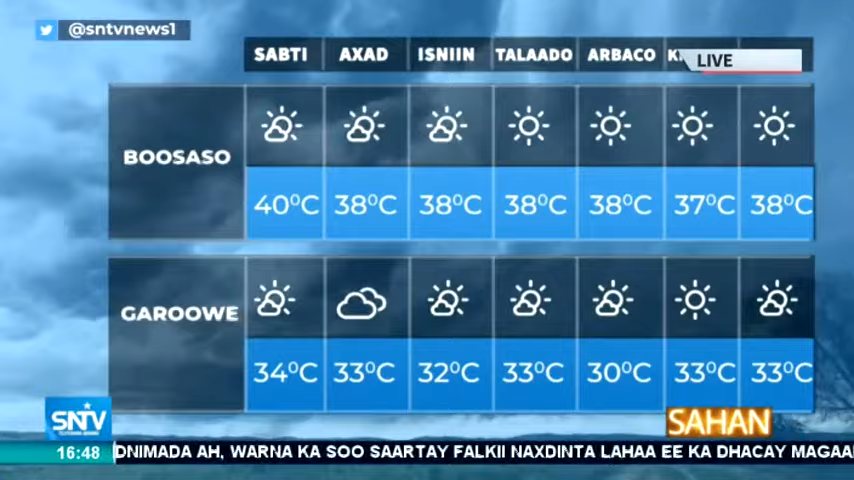 @sntvnews1
SABTI AXAD ISNIIN TALAADO ARBACO
LIVE
BOOSASO
40°C 38°C 38°C 38°C 38°C 37°C 38°C
GAROOWE
34°C 33°C 32°C 33°C 30°C 33°C 33°C
SNTV
SAHAN
16:48 DNIMADA AH, WARNA KA SOO SAARTAY FALKII NAXDINTA LAHAA EE KA DHACAY MAGAA